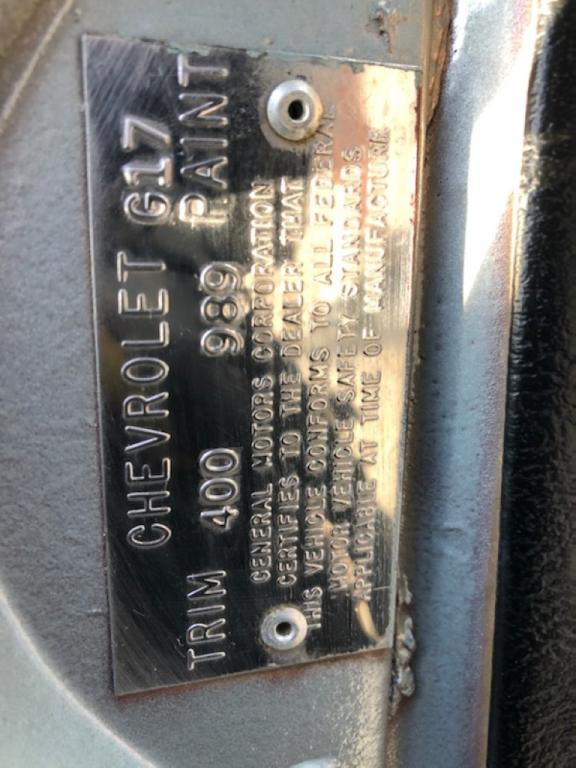 CHEVROLET G17
TRIM 400 989 PAINT
GENERAL MOTORS CORPORATION
CERTIFIES TO THE DEALER THAT
THIS VEHICLE CONFORMS TO ALL FEDERAL
MOTOR VEHICLE SAFETY STANDARDS
APPLICABLE AT TIME OF MANUFACTURE